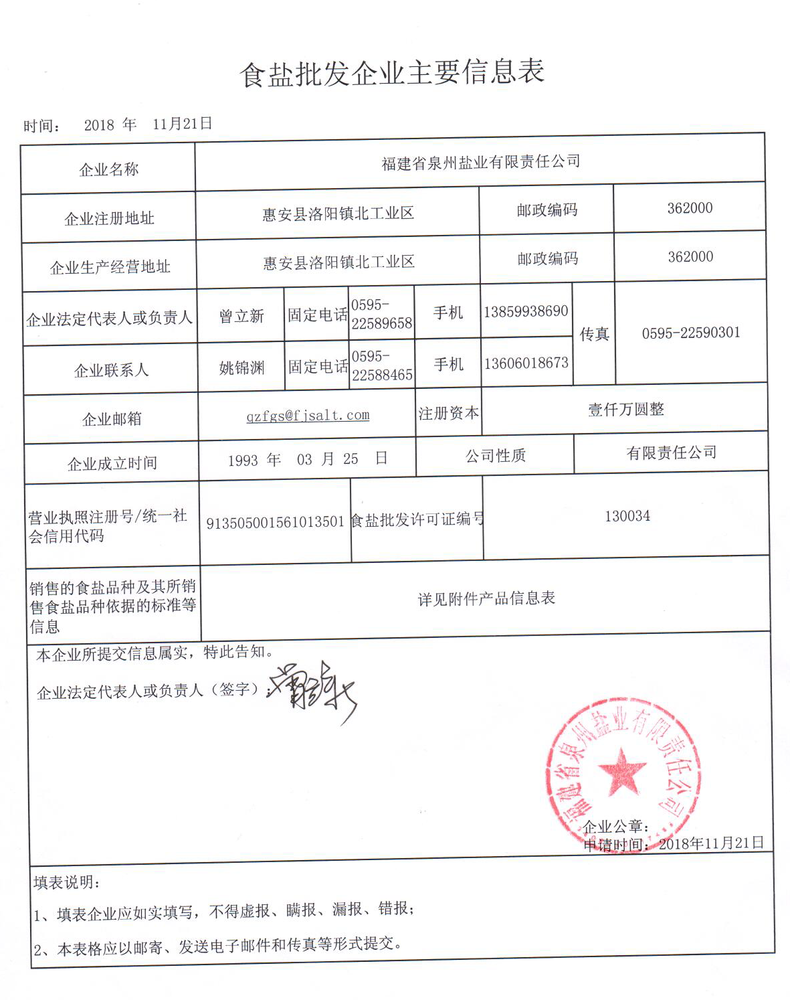 食盐批发企业主要信息表
时间： 2018 年 11月21日
企业名称 福建省泉州盐业有限责任公司
企业注册地址 惠安县洛阳镇北工业区 邮政编码 362000
企业生产经营地址 惠安县洛阳镇北工业区 邮政编码 362000
企业法定代表人或负责人 曾立新 固定电话 0595-22589658 手机 13859938690 传真 0595-22590301
企业联系人 姚锦渊 固定电话 0595-22588465 手机 13606018673
企业邮箱 qzfgs@fjsalt.com 注册资本 壹仟万圆整
企业成立时间 1993 年 03 月 25 日 公司性质 有限责任公司
营业执照注册号/统一社
会信用代码
913505001561013501 食盐批发许可证编号 130034
销售的食盐品种及其所销
售食盐品种依据的标准等
信息
详见附件产品信息表
本企业所提交信息属实，特此告知。
企业法定代表人或负责人（签字）：曾立新
福建省泉州盐业有限责任公司
企业公章：
申请时间：2018年11月21日
填表说明：
1、填表企业应如实填写，不得虚报、瞒报、漏报、错报；
2、本表格应以邮寄、发送电子邮件和传真等形式提交。